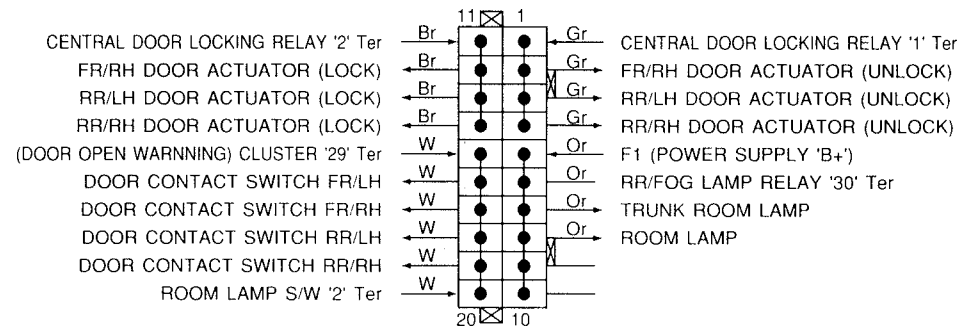 11 1
CENTRAL DOOR LOCKING RELAY '2' Ter Br Gr CENTRAL DOOR LOCKING RELAY '1' Ter
FR/RH DOOR ACTUATOR (LOCK) Br Gr FR/RH DOOR ACTUATOR (UNLOCK)
RR/LH DOOR ACTUATOR (LOCK) Br Gr RR/LH DOOR ACTUATOR (UNLOCK)
RR/RH DOOR ACTUATOR (LOCK) Br Gr RR/RH DOOR ACTUATOR (UNLOCK)
(DOOR OPEN WARNNING) CLUSTER '29' Ter W Or F1 (POWER SUPPLY 'B+')
DOOR CONTACT SWITCH FR/LH W Or RR/FOG LAMP RELAY '30' Ter
DOOR CONTACT SWITCH FR/RH W Or TRUNK ROOM LAMP
DOOR CONTACT SWITCH RR/LH W Or ROOM LAMP
DOOR CONTACT SWITCH RR/RH W
ROOM LAMP S/W '2' Ter W
20 10